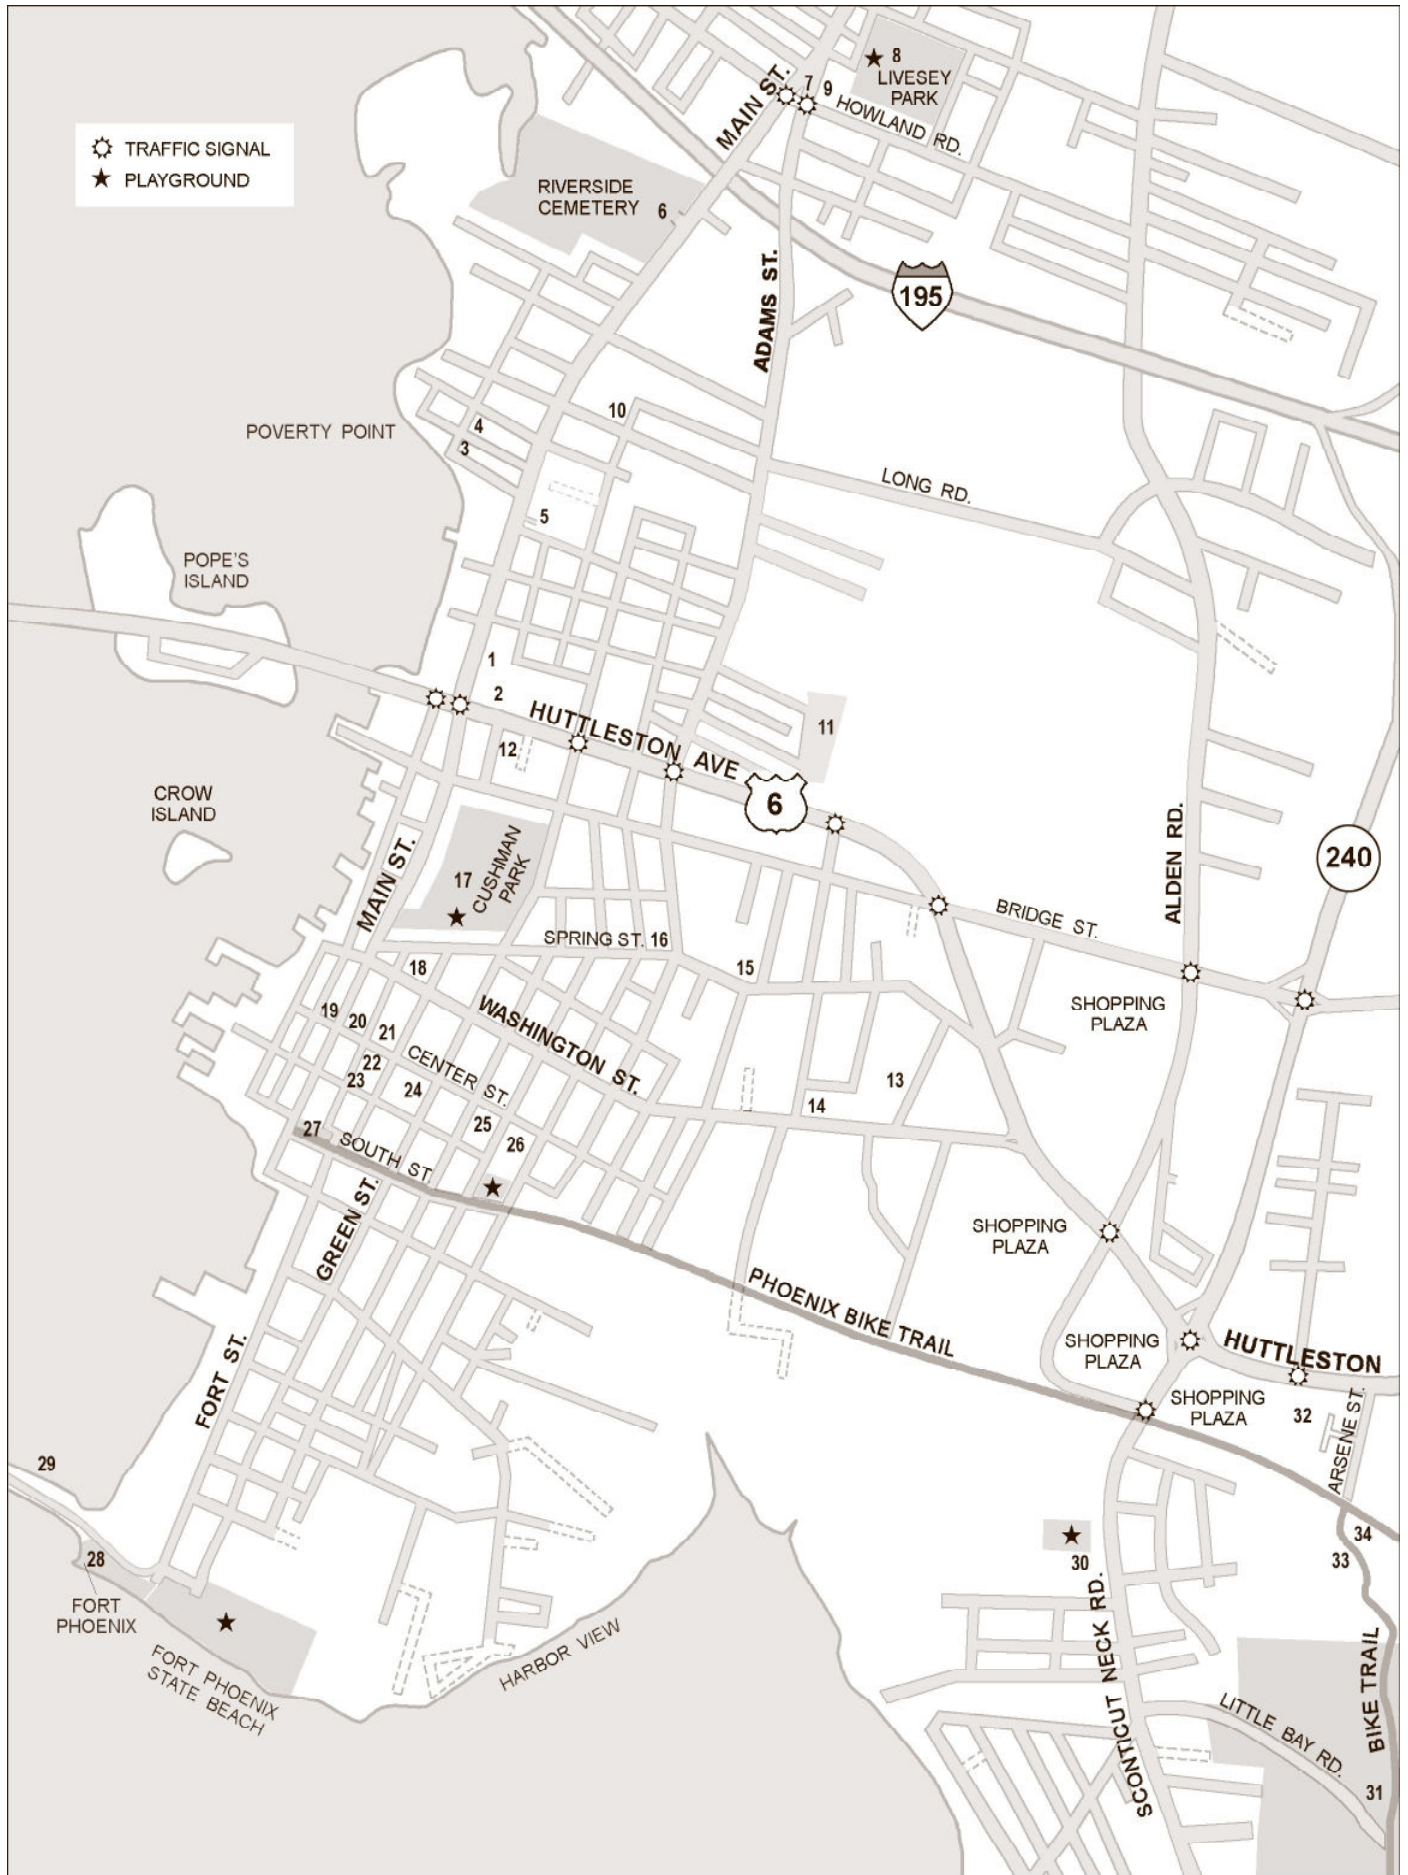 TRAFFIC SIGNAL
PLAYGROUND
MAIN ST.
7
9
8
LIVESEY
PARK
HOWLAND RD.
RIVERSIDE
CEMETERY
6
195
ADAMS ST.
POVERTY POINT
10
4
3
LONG RD.
5
POPE'S
ISLAND
1
2
HUTTLESTON AVE
11
12
6
CROW
ISLAND
MAIN ST.
17
CUSHMAN
PARK
ALDEN RD.
240
BRIDGE ST.
SPRING ST.
16
18
15
WASHINGTON ST.
SHOPPING
PLAZA
19
20
21
22
23
CENTER ST.
24
13
14
25
26
27
SOUTH ST.
GREEN ST.
SHOPPING
PLAZA
PHOENIX BIKE TRAIL
FORT ST.
SHOPPING
PLAZA
HUTTLESTON
SHOPPING
PLAZA
32
ARSENE ST.
29
34
33
28
FORT
PHOENIX
30
FORT PHOENIX
STATE BEACH
HARBOR VIEW
SCONTICUT NECK RD.
LITTLE BAY RD.
BIKE TRAIL
31